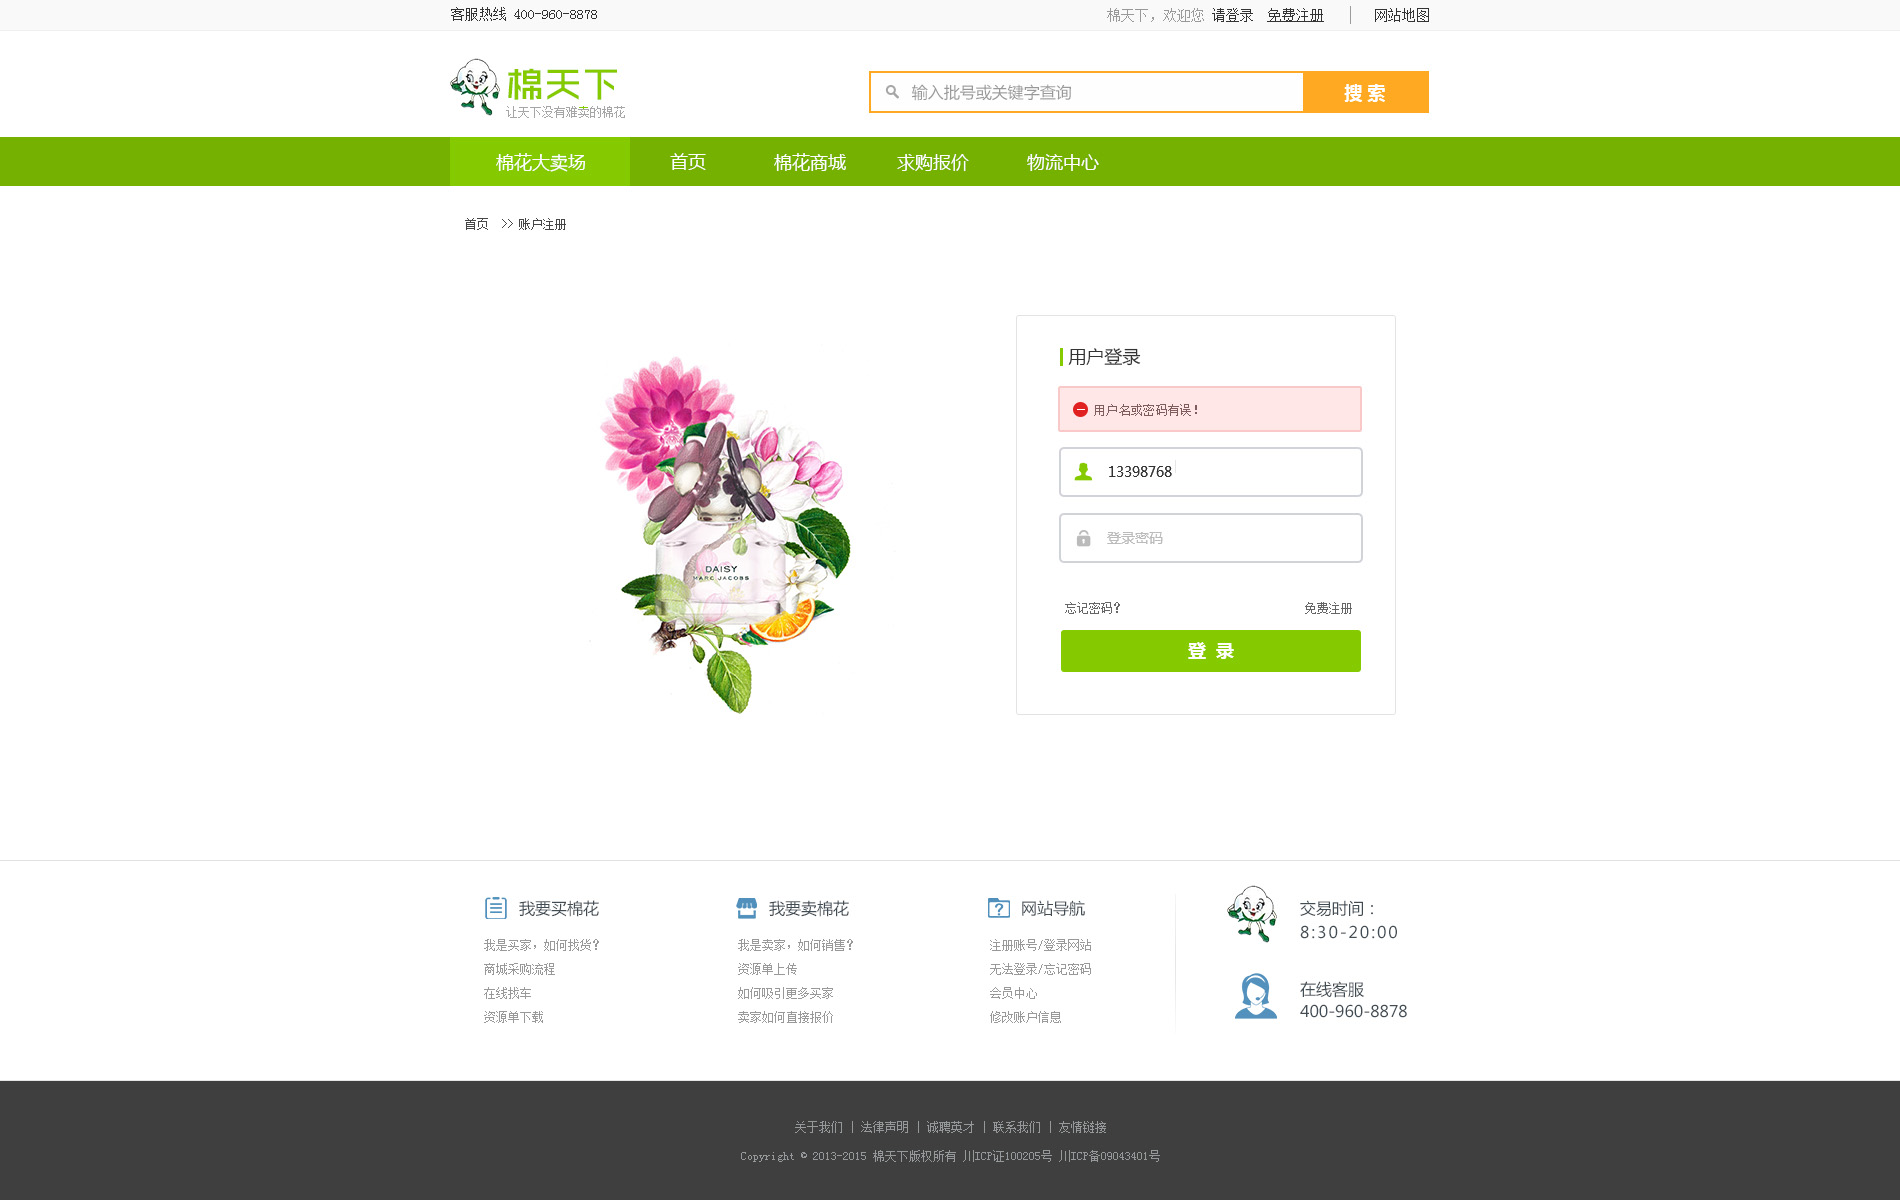 客服热线 400-960-8878
棉天下，欢迎您 请登录 免费注册 | 网站地图
棉天下
让天下没有难卖的棉花
输入批号或关键字查询
搜索
棉花大卖场 首页 棉花商城 求购报价 物流中心
首页 >> 账户注册
用户登录
用户名或密码有误！
13398768
登录密码
忘记密码？ 免费注册
登 录
DAISY
MARC JACOBS
我要买棉花
我是买家，如何找货？
商城采购流程
在线找车
资源单下载
我要卖棉花
我是卖家，如何销售？
资源单上传
如何吸引更多买家
卖家如何直接报价
网站导航
注册账号/登录网站
无法登录/忘记密码
会员中心
修改账户信息
交易时间：
8:30-20:00
在线客服
400-960-8878
关于我们 | 法律声明 | 诚聘英才 | 联系我们 | 友情链接
Copyright © 2013-2015 棉天下版权所有 川ICP证100205号 川ICP备09043401号